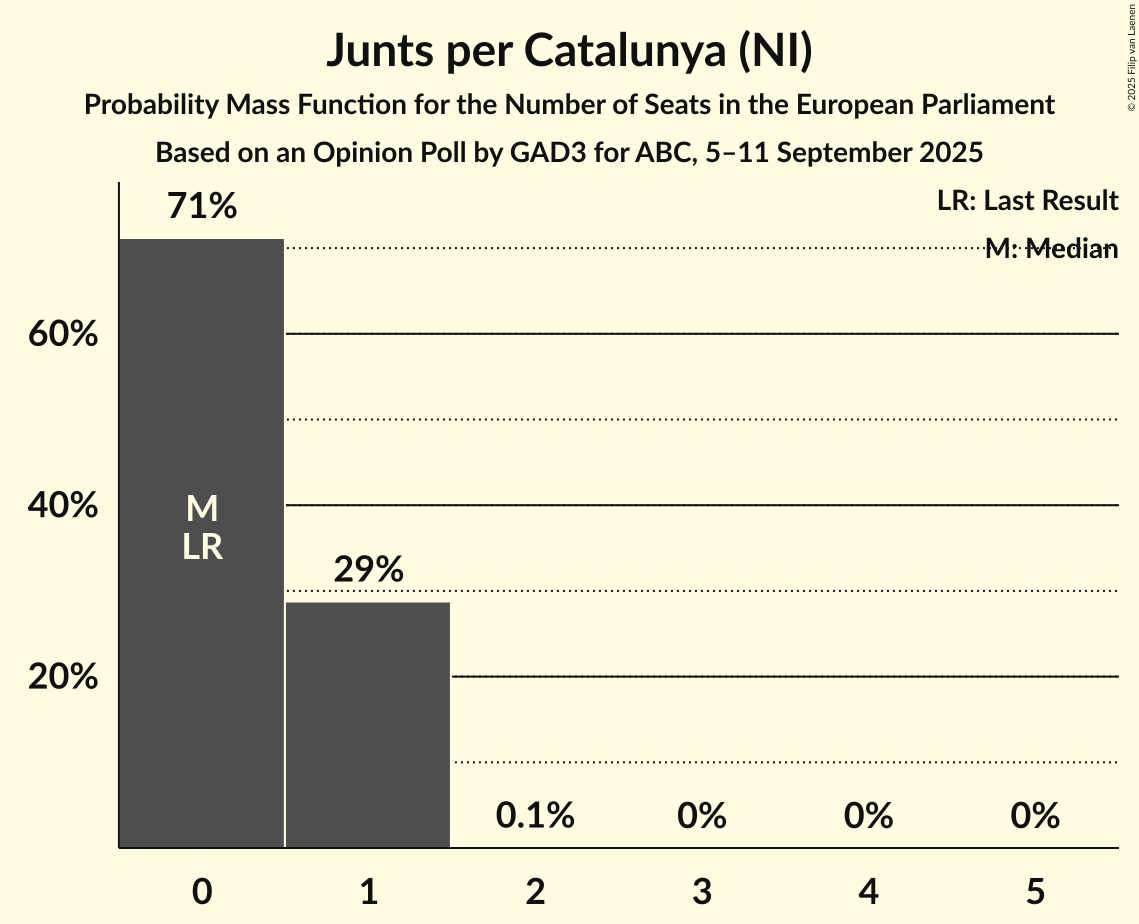 Junts per Catalunya (NI)
Probability Mass Function for the Number of Seats in the European Parliament
Based on an Opinion Poll by GAD3 for ABC, 5–11 September 2025
© 2025 Filip van Laenen
LR: Last Result
M: Median
71%
60%
40%
20%
M
LR
29%
0.1%
0%
0%
0%
0
1
2
3
4
5